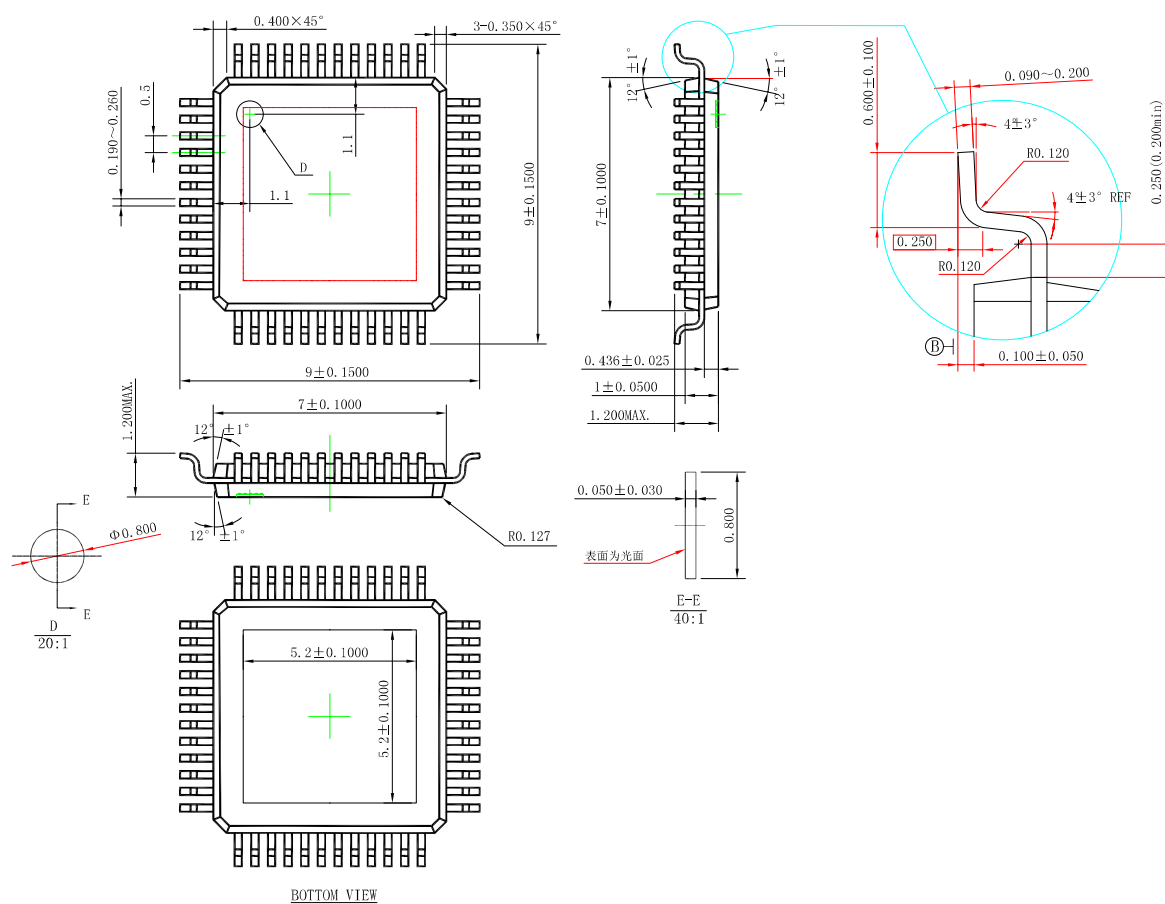 0.400×45°
3-0.350×45°
0.5
0.190~0.260
1.1
D
1.1
9±0.1500
9±0.1500
12° ±1°
12° ±1°
7±0.1000
0.436±0.025
1±0.0500
1.200MAX.
0.600±0.100
0.090~0.200
4°±3°
R0.120
4°±3° REF
0.250
R0.120
0.250(0.200min)
B
0.100±0.050
1.200MAX.
7±0.1000
12° ±1°
12° ±1°
R0.127
E
Φ0.800
E
D
20:1
0.050±0.030
0.800
表面为光面
E-E
40:1
5.2±0.1000
5.2±0.1000
BOTTOM VIEW